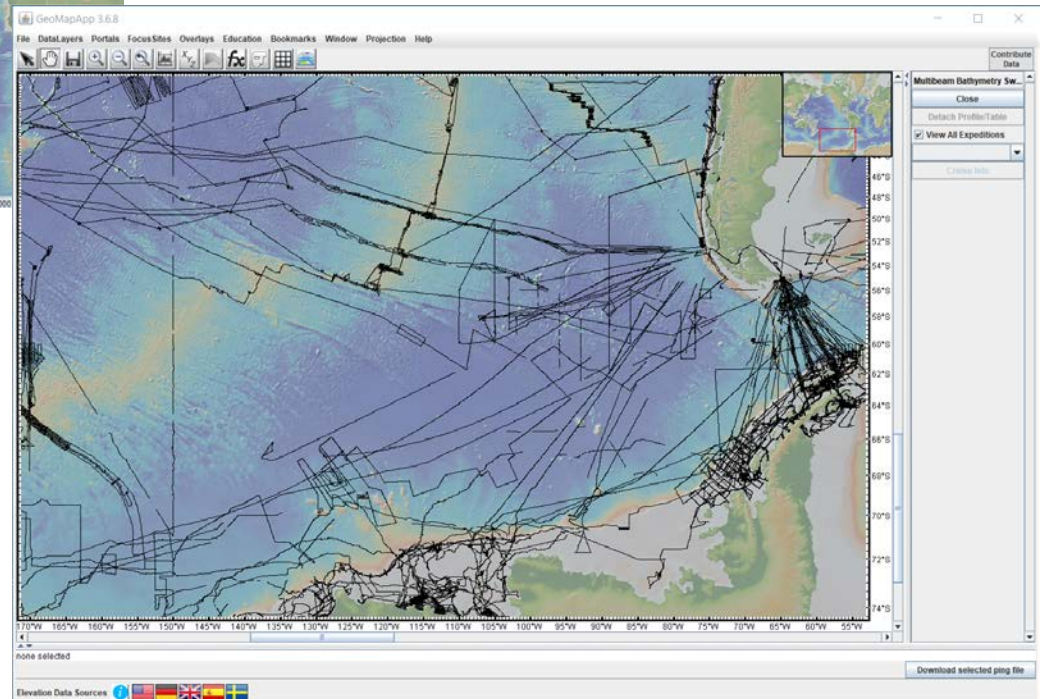 GeoMapApp 3.6.8
File DataLayers Portals FocusSites Overlays Education Bookmarks Window Projection Help
Contribute
Data
Multibeam Bathymetry Sw...
Close
Detach Profile/Table
View All Expeditions
Cruise Info
46°S
48°S
50°S
52°S
54°S
56°S
58°S
60°S
62°S
64°S
66°S
68°S
70°S
72°S
74°S
170°W 165°W 160°W 155°W 150°W 145°W 140°W 135°W 130°W 125°W 120°W 115°W 110°W 105°W 100°W 95°W 90°W 85°W 80°W 75°W 70°W 65°W 60°W 55°W
none selected
Download selected ping file
Elevation Data Sources